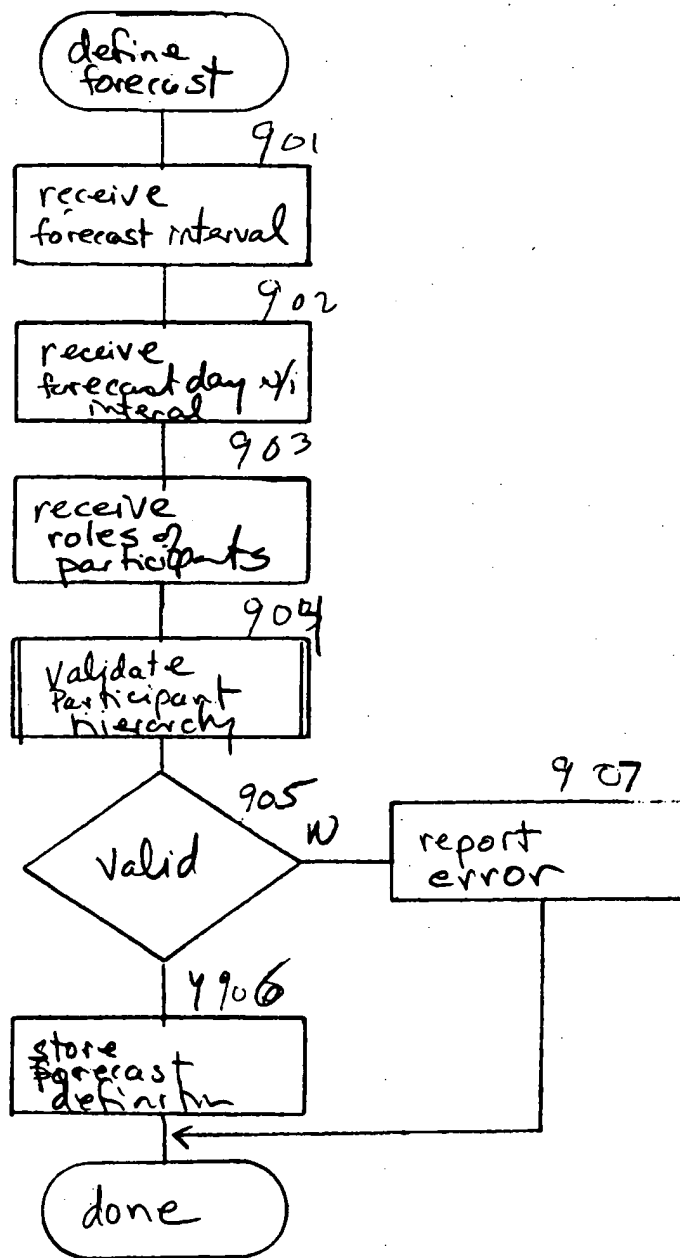 define
forecast
901
receive
forecast interval
902
receive
forecast day w/i
interval
903
receive
roles of
participants
904
validate
participant
hierarchy
905
valid
N
907
report
error
Y 906
store
forecast
definition
done